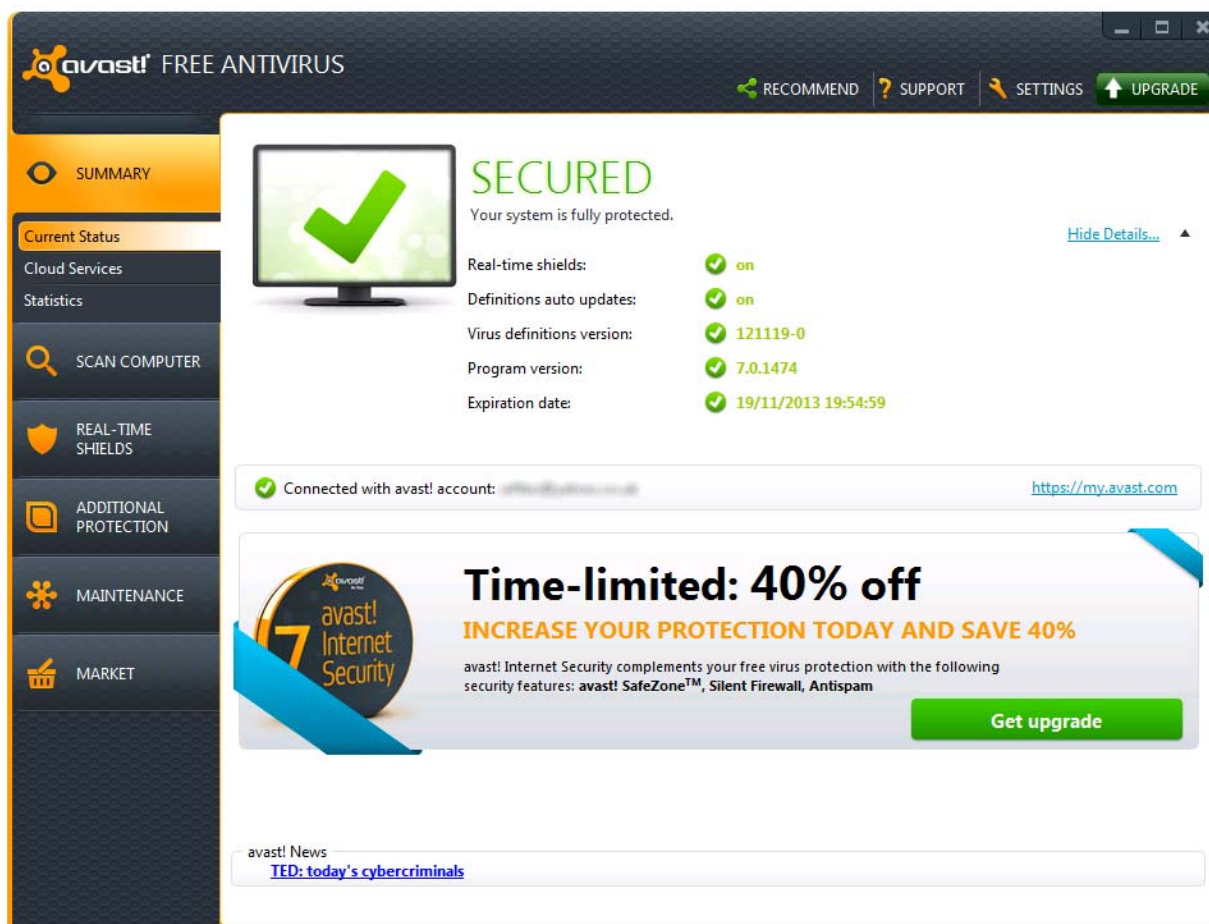 avast! FREE ANTIVIRUS
RECOMMEND
SUPPORT
SETTINGS
UPGRADE
SUMMARY
Current Status
Cloud Services
Statistics
SCAN COMPUTER
REAL-TIME
SHIELDS
ADDITIONAL
PROTECTION
MAINTENANCE
MARKET
SECURED
Your system is fully protected.
Hide Details...
Real-time shields: on
Definitions auto updates: on
Virus definitions version: 121119-0
Program version: 7.0.1474
Expiration date: 19/11/2013 19:54:59
Connected with avast! account:
https://my.avast.com
avast!
7
avast!
Internet
Security
Time-limited: 40% off
INCREASE YOUR PROTECTION TODAY AND SAVE 40%
avast! Internet Security complements your free virus protection with the following
security features: avast! SafeZone™, Silent Firewall, Antispam
Get upgrade
avast! News
TED: today's cybercriminals